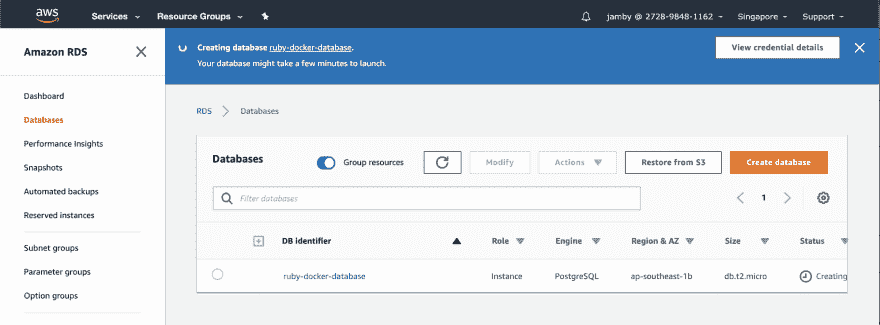 aws Services Resource Groups jamby @ 2728-9848-1162 Singapore Support
Amazon RDS
Creating database ruby-docker-database.
Your database might take a few minutes to launch.
View credential details
Dashboard
Databases
Performance Insights
Snapshots
Automated backups
Reserved instances
Subnet groups
Parameter groups
Option groups
RDS Databases
Databases Group resources Modify Actions Restore from S3 Create database
Filter databases 1
DB identifier Role Engine Region & AZ Size Status
ruby-docker-database Instance PostgreSQL ap-southeast-1b db.t2.micro Creating